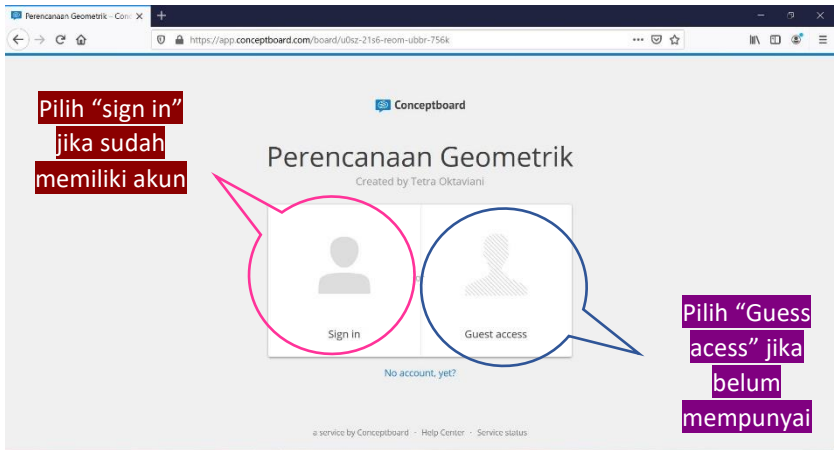 Perencanaan Geometrik – Conc
https://app.conceptboard.com/board/u0sz-21s6-reom-ubbr-756k
Pilih “sign in”
jika sudah
memiliki akun
Conceptboard
Perencanaan Geometrik
Created by Tetra Oktaviani
Sign in
Guest access
Pilih “Guess
acess” jika
belum
mempunyai
No account, yet?
a service by Conceptboard - Help Center - Service status